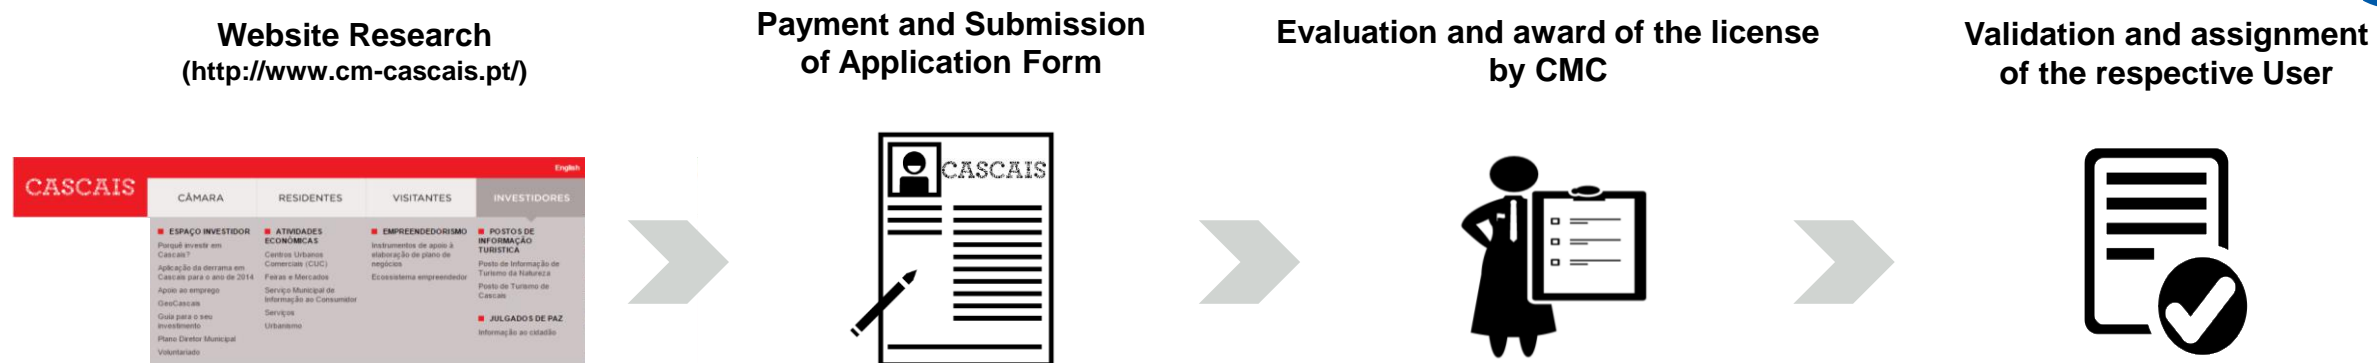 Website Research
(http://www.cm-cascais.pt/)
Payment and Submission
of Application Form
Evaluation and award of the license
by CMC
Validation and assignment
of the respective User
English
CASCAIS
CÂMARA
RESIDENTES
VISITANTES
INVESTIDORES
ESPAÇO INVESTIDOR
Porquê investir em
Cascais?
Aplicação da derrama em
Cascais para o ano de 2014
Apoio ao emprego
GeoCascais
Guia para o seu
investimento
Plano Diretor Municipal
Voluntariado
ATIVIDADES
ECONÓMICAS
Centros Urbanos
Comerciais (CUC)
Feiras e Mercados
Serviço Municipal de
Informação ao Consumidor
Serviços
Urbanismo
EMPREENDEDORISMO
Instrumentos de apoio à
elaboração de plano de
negócios
Ecossistema empreendedor
POSTOS DE
INFORMAÇÃO
TURISTICA
Posto de Informação de
Turismo da Natureza
Posto de Turismo de
Cascais
JULGADOS DE PAZ
Informação ao cidadão
CASCAIS